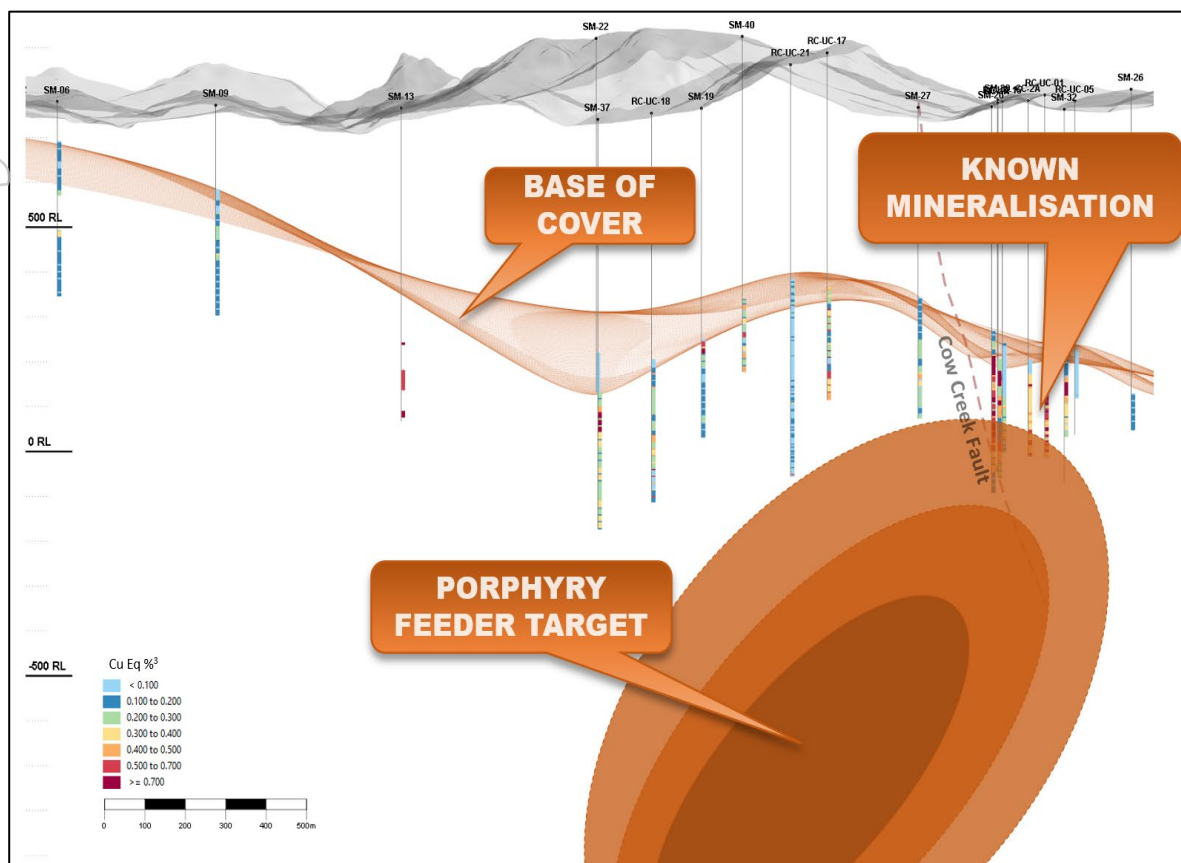 SM-22
SM-40
RC-UC-17
RC-UC-21
SM-06
SM-09
SM-13
SM-37
RC-UC-18
SM-19
SM-27
SM-26
RC-UC-01
RC-UC-05
SM-32
BASE OF
COVER
KNOWN
MINERALISATION
500 RL
Cow Creek Fault
0 RL
PORPHYRY
FEEDER TARGET
-500 RL
Cu Eq %³
< 0.100
0.100 to 0.200
0.200 to 0.300
0.300 to 0.400
0.400 to 0.500
0.500 to 0.700
>= 0.700
0 100 200 300 400 500m